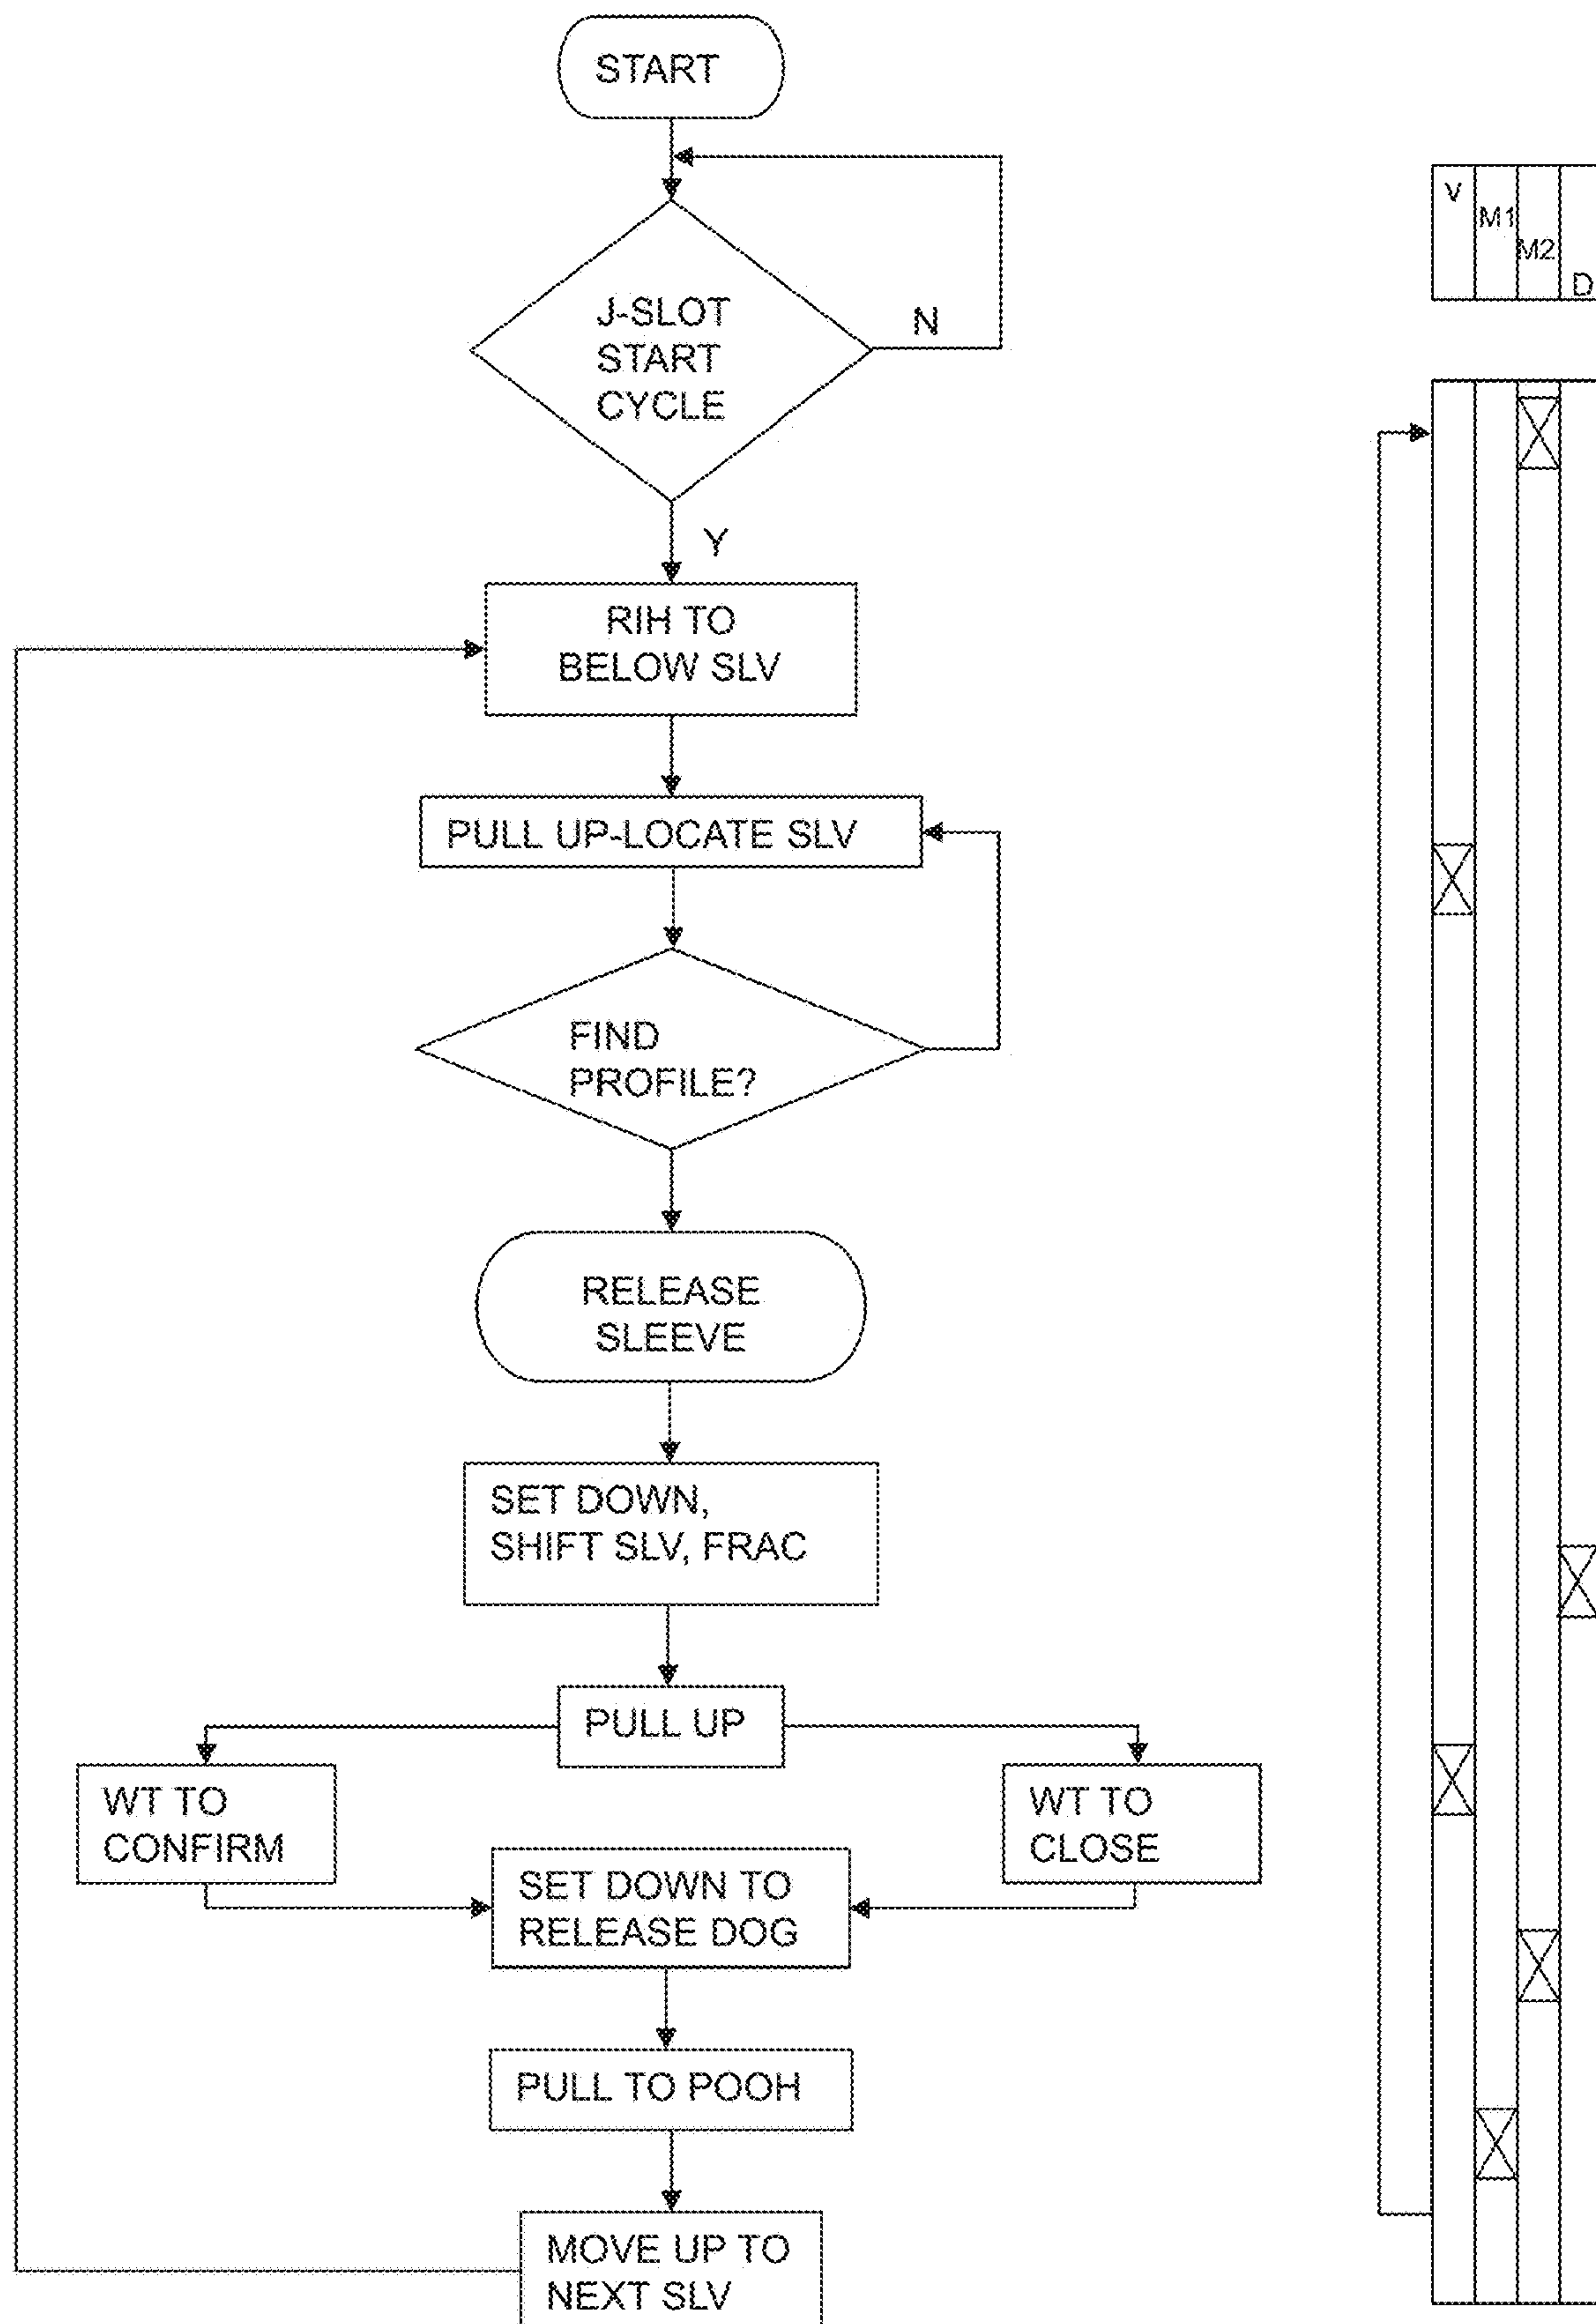 START
J-SLOT
START
CYCLE
N
Y
RIH TO
BELOW SLV
PULL UP-LOCATE SLV
FIND
PROFILE?
RELEASE
SLEEVE
SET DOWN,
SHIFT SLV, FRAC
PULL UP
WT TO
CONFIRM
WT TO
CLOSE
SET DOWN TO
RELEASE DOG
PULL TO POOH
MOVE UP TO
NEXT SLV
V
M1
M2
D